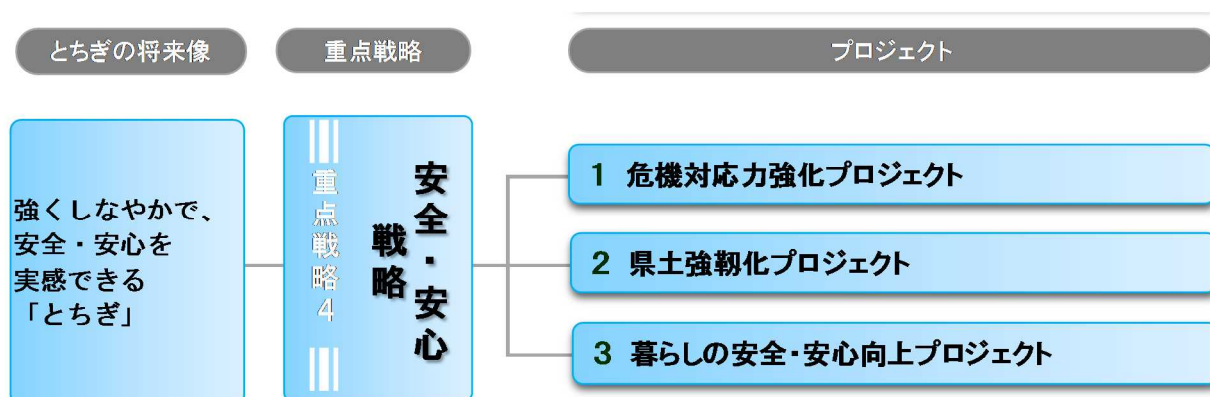 とちぎの将来像
重点戦略
プロジェクト
強くしなやかで、
安全・安心を
実感できる
「とちぎ」
重点戦略4
安全・安心
戦略
1 危機対応力強化プロジェクト
2 県土強靱化プロジェクト
3 暮らしの安全・安心向上プロジェクト